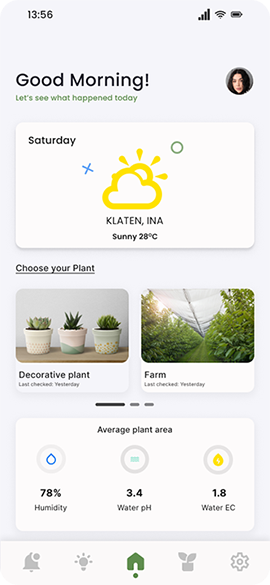 13:56
Good Morning!
Let's see what happened today
Saturday
KLATEN, INA
Sunny 28°C
Choose your Plant
Decorative plant
Last checked: Yesterday
Farm
Last checked: Yesterday
Average plant area
78%
Humidity
3.4
Water pH
1.8
Water EC